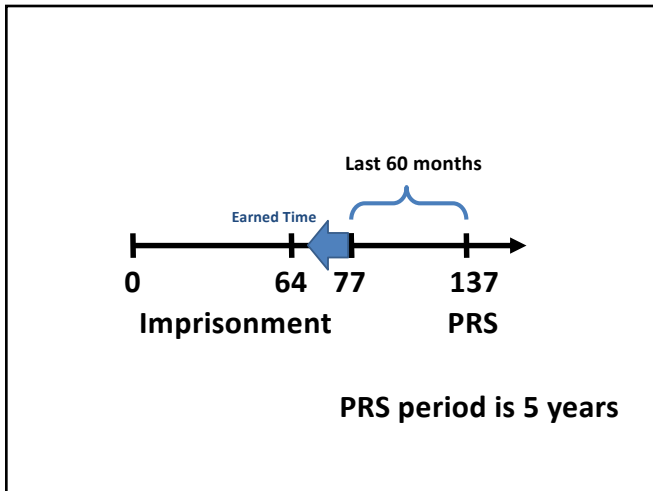 Last 60 months
Earned Time
0 64 77 137
Imprisonment PRS
PRS period is 5 years